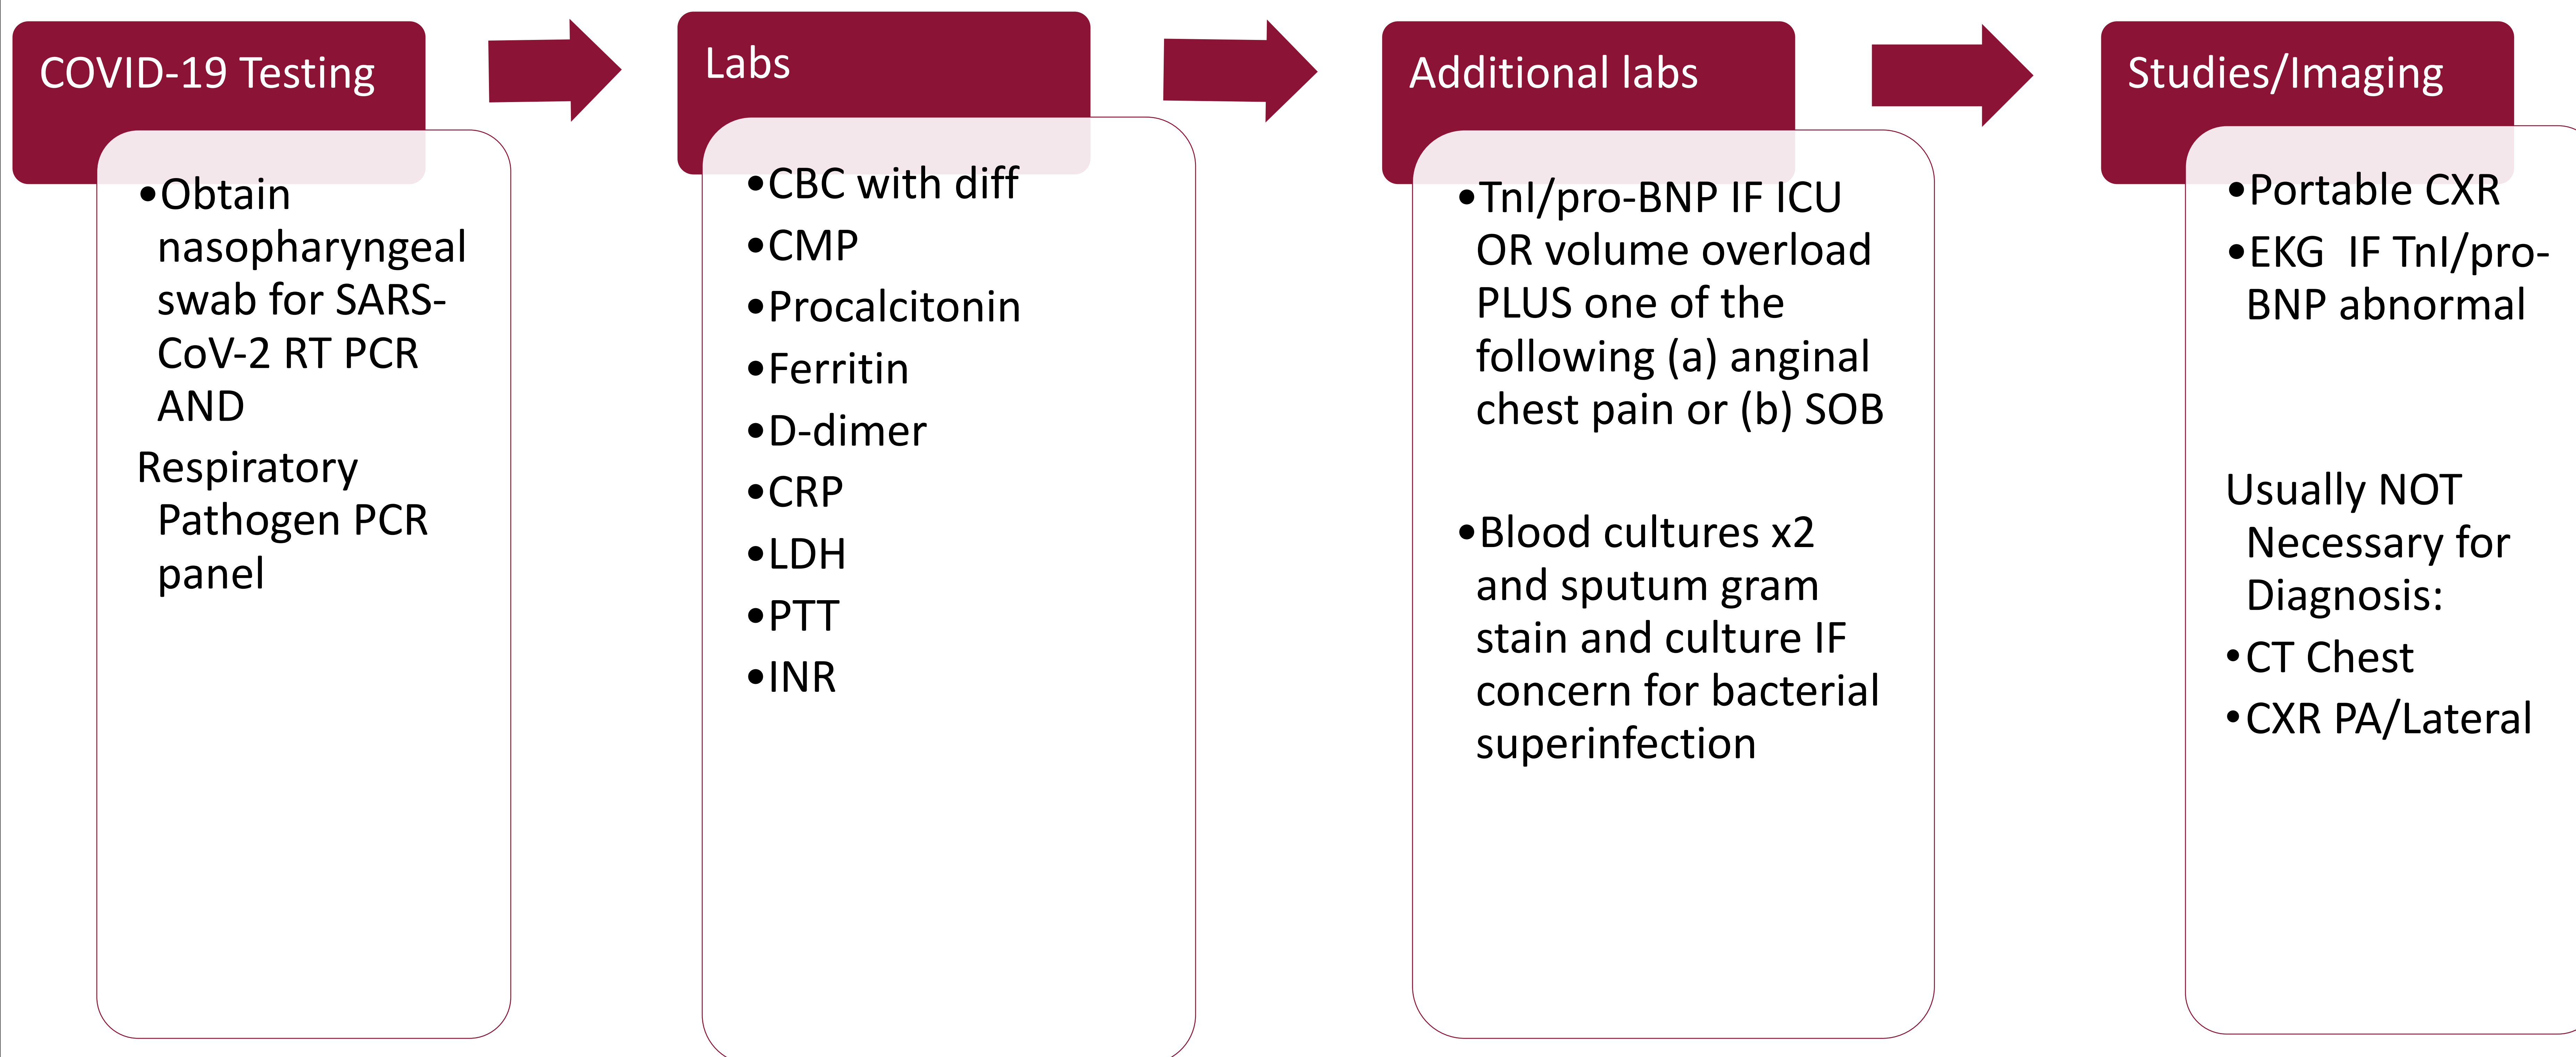 COVID-19 Testing
•Obtain
nasopharyngeal
swab for SARS-
CoV-2 RT PCR
AND
Respiratory
Pathogen PCR
panel
Labs
•CBC with diff
•CMP
•Procalcitonin
•Ferritin
•D-dimer
•CRP
•LDH
•PTT
•INR
Additional labs
•TnI/pro-BNP IF ICU
OR volume overload
PLUS one of the
following (a) anginal
chest pain or (b) SOB
•Blood cultures x2
and sputum gram
stain and culture IF
concern for bacterial
superinfection
Studies/Imaging
•Portable CXR
•EKG  IF TnI/pro-
BNP abnormal
Usually NOT
Necessary for
Diagnosis:
•CT Chest
•CXR PA/Lateral